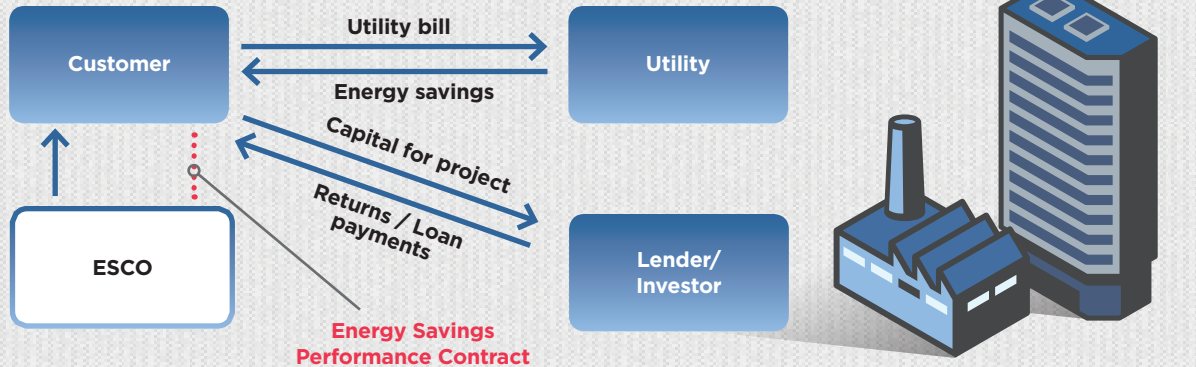 Customer
Utility bill
Energy savings
Utility
Capital for project
Returns / Loan
payments
ESCO
Lender/
Investor
Energy Savings
Performance Contract